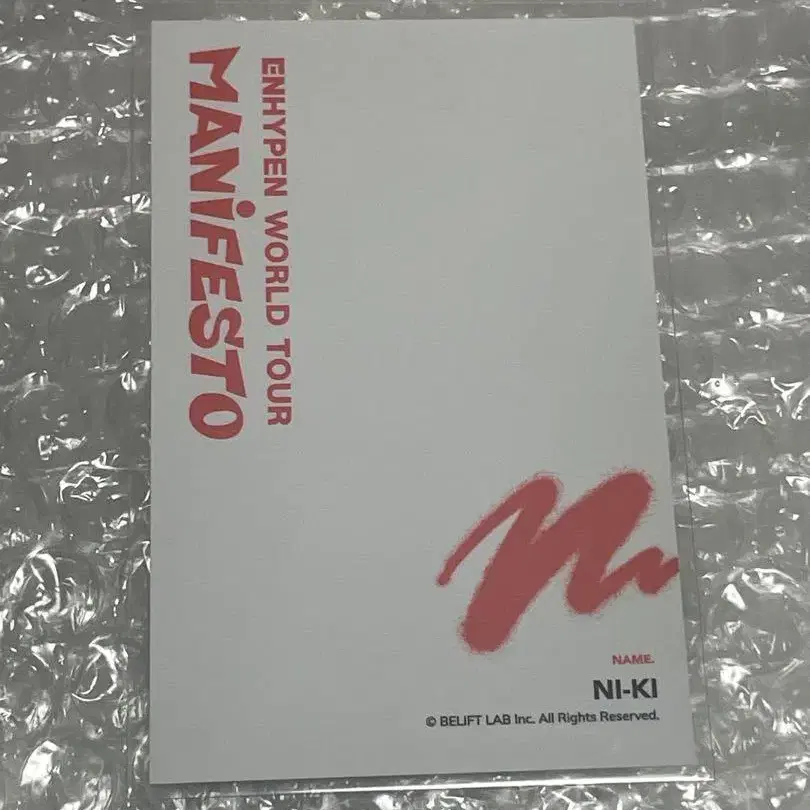 ENHYPEN WORLD TOUR
MANiFESTO
NAME.
NI-KI
© BELIFT LAB Inc. All Rights Reserved.